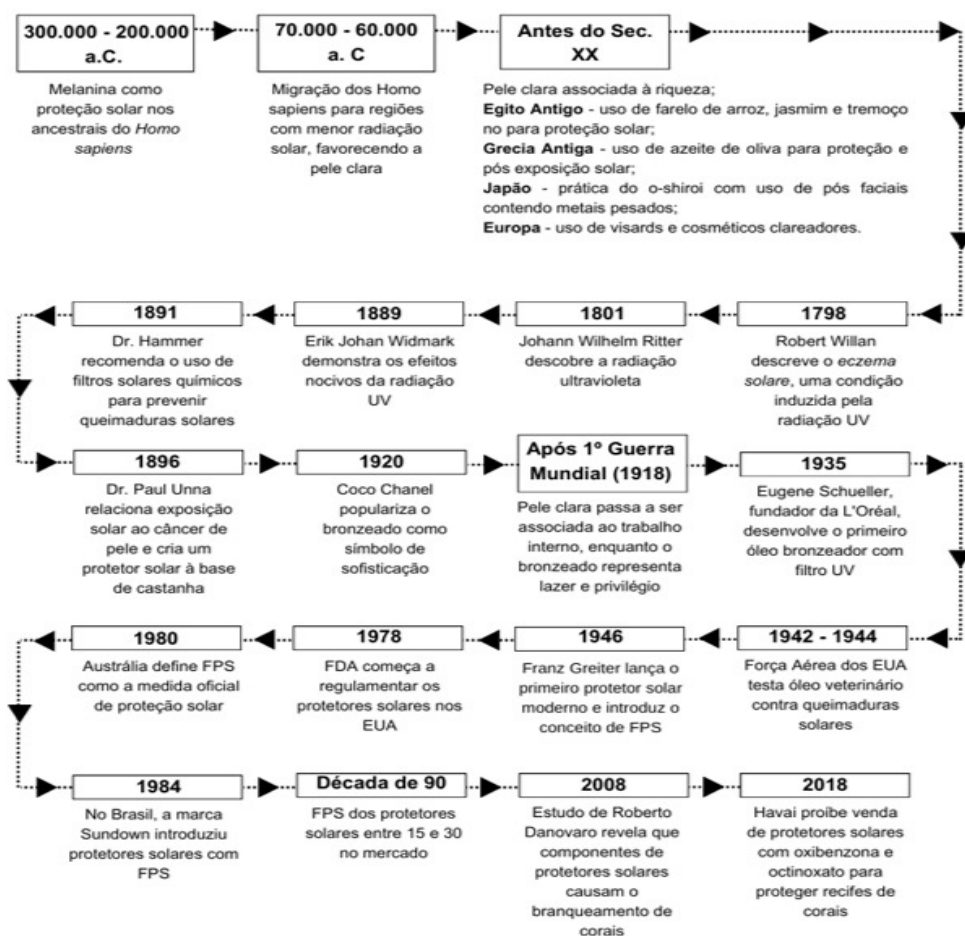 300.000 - 200.000
a.C.
Melanina como
proteção solar nos
ancestrais do Homo
sapiens
70.000 - 60.000
a. C
Migração dos Homo
sapiens para regiões
com menor radiação
solar, favorecendo a
pele clara
Antes do Sec.
XX
Pele clara associada à riqueza;
Egito Antigo - uso de farelo de arroz, jasmim e tremoço
no para proteção solar;
Grecia Antiga - uso de azeite de oliva para proteção e
pós exposição solar;
Japão - prática do o-shiroi com uso de pós faciais
contendo metais pesados;
Europa - uso de visards e cosméticos clareadores.
1798
Robert Willan
descreve o eczema
solare, uma condição
induzida pela
radiação UV
1801
Johann Wilhelm Ritter
descobre a radiação
ultravioleta
1889
Erik Johan Widmark
demonstra os efeitos
nocivos da radiação
UV
1891
Dr. Hammer
recomenda o uso de
filtros solares químicos
para prevenir
queimaduras solares
1896
Dr. Paul Unna
relaciona exposição
solar ao câncer de
pele e cria um
protetor solar à base
de castanha
1920
Coco Chanel
populariza o
bronzeado como
símbolo de
sofisticação
Após 1º Guerra
Mundial (1918)
Pele clara passa a ser
associada ao trabalho
interno, enquanto o
bronzeado representa
lazer e privilégio
1935
Eugene Schueller,
fundador da L'Oréal,
desenvolve o primeiro
óleo bronzeador com
filtro UV
1942 - 1944
Força Aérea dos EUA
testa óleo veterinário
contra queimaduras
solares
1946
Franz Greiter lança o
primeiro protetor solar
moderno e introduz o
conceito de FPS
1978
FDA começa a
regulamentar os
protetores solares nos
EUA
1980
Austrália define FPS
como a medida oficial
de proteção solar
1984
No Brasil, a marca
Sundown introduziu
protetores solares com
FPS
Década de 90
FPS dos protetores
solares entre 15 e 30
no mercado
2008
Estudo de Roberto
Danovaro revela que
componentes de
protetores solares
causam o
branqueamento de
corais
2018
Havai proíbe venda
de protetores solares
com oxibenzona e
octinoxato para
proteger recifes de
corais